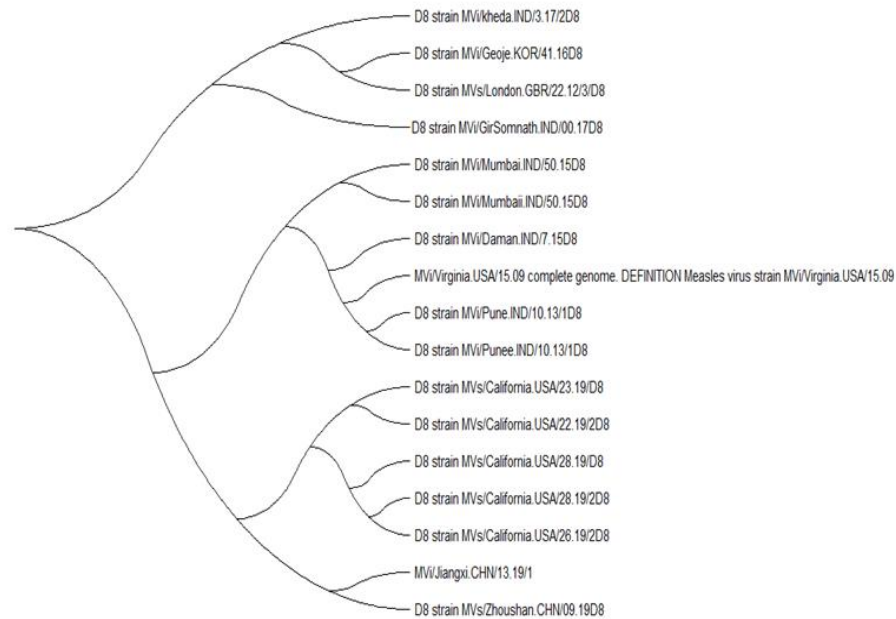 D8 strain MVi/kheda.IND/3.17/2D8
D8 strain MVi/Geoje.KOR/41.16D8
D8 strain MVs/London.GBR/22.12/3/D8
D8 strain MVi/GirSomnath.IND/00.17D8
D8 strain MVi/Mumbai.IND/50.15D8
D8 strain MVi/Mumbaii.IND/50.15D8
D8 strain MVi/Daman.IND/7.15D8
MVi/Virginia.USA/15.09 complete genome. DEFINITION Measles virus strain MVi/Virginia.USA/15.09
D8 strain MVi/Pune.IND/10.13/1D8
D8 strain MVi/Punee.IND/10.13/1D8
D8 strain MVs/California.USA/23.19/D8
D8 strain MVs/California.USA/22.19/2D8
D8 strain MVs/California.USA/28.19/D8
D8 strain MVs/California.USA/28.19/2D8
D8 strain MVs/California.USA/26.19/2D8
MVi/Jiangxi.CHN/13.19/1
D8 strain MVs/Zhoushan.CHN/09.19D8